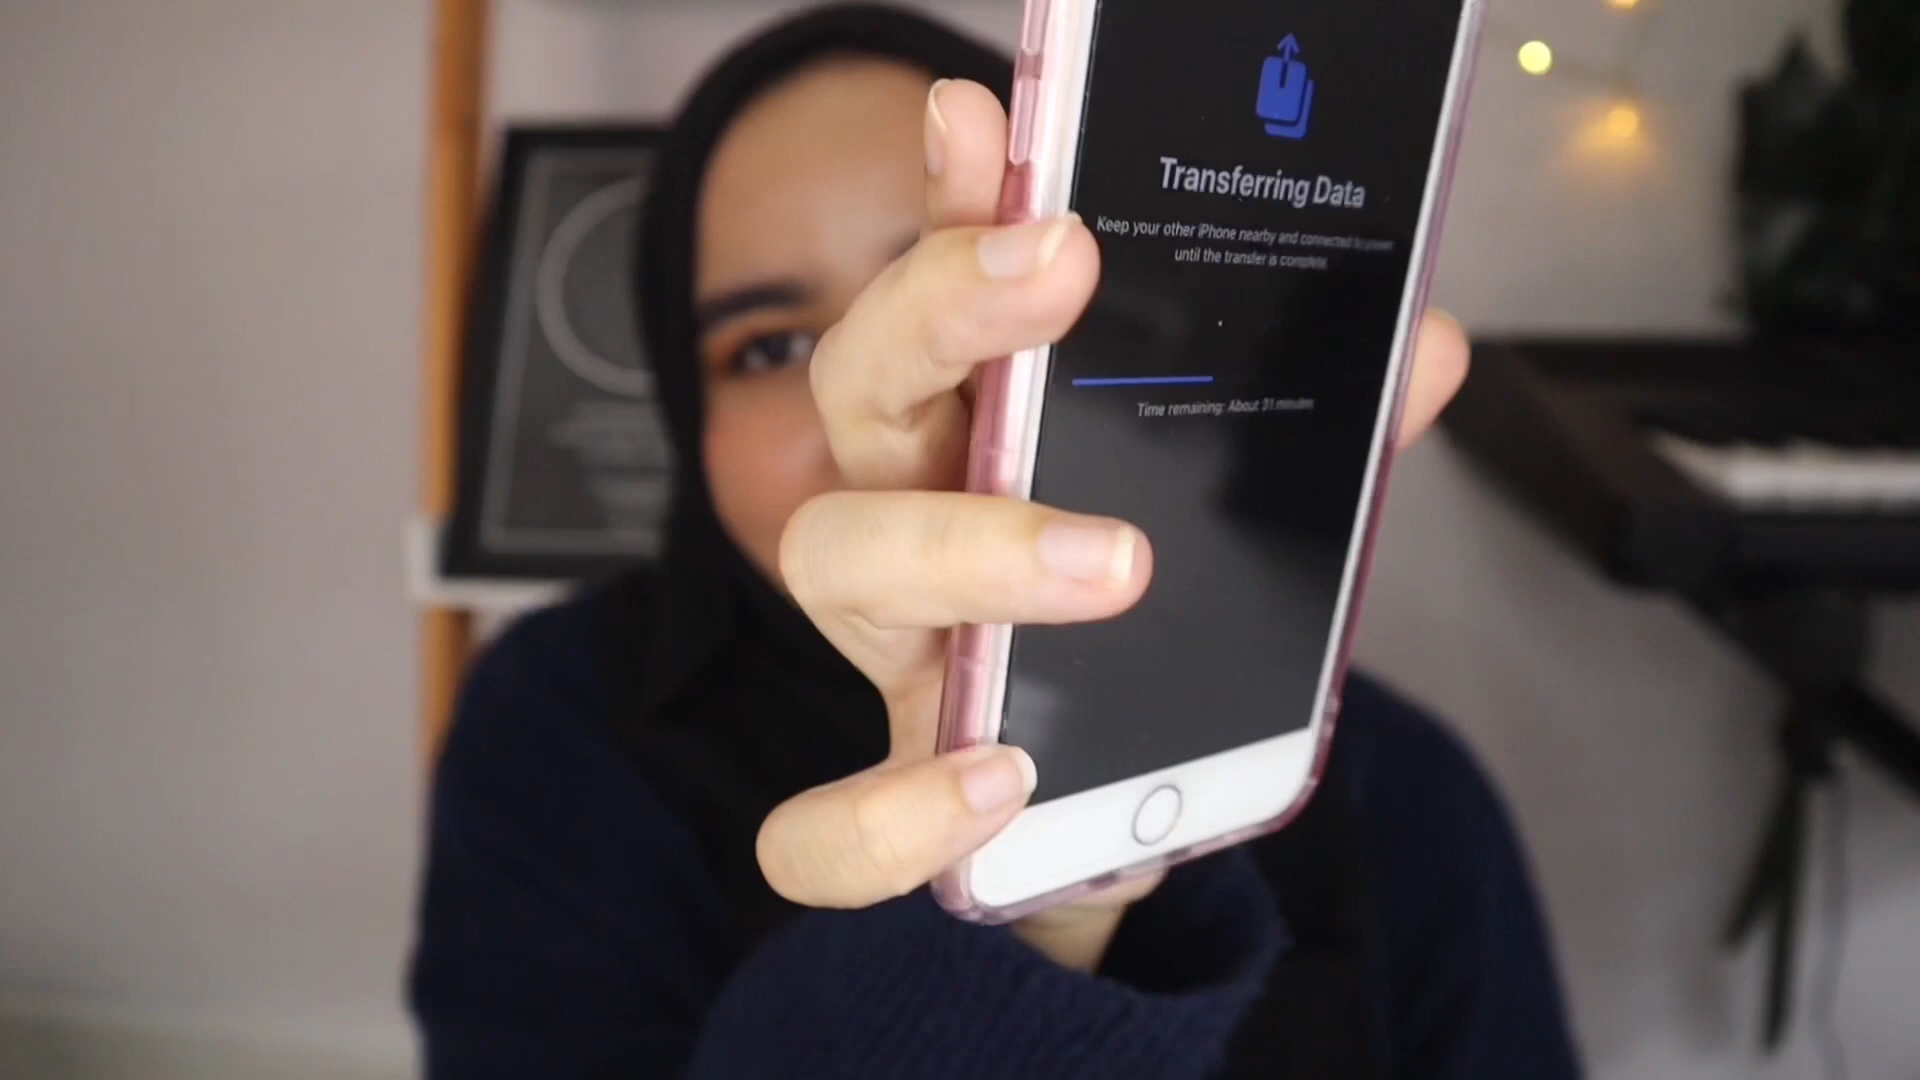 Transferring Data
Keep your other iPhone nearby and connected to power
until the transfer is complete.
Time remaining: About 31 minutes